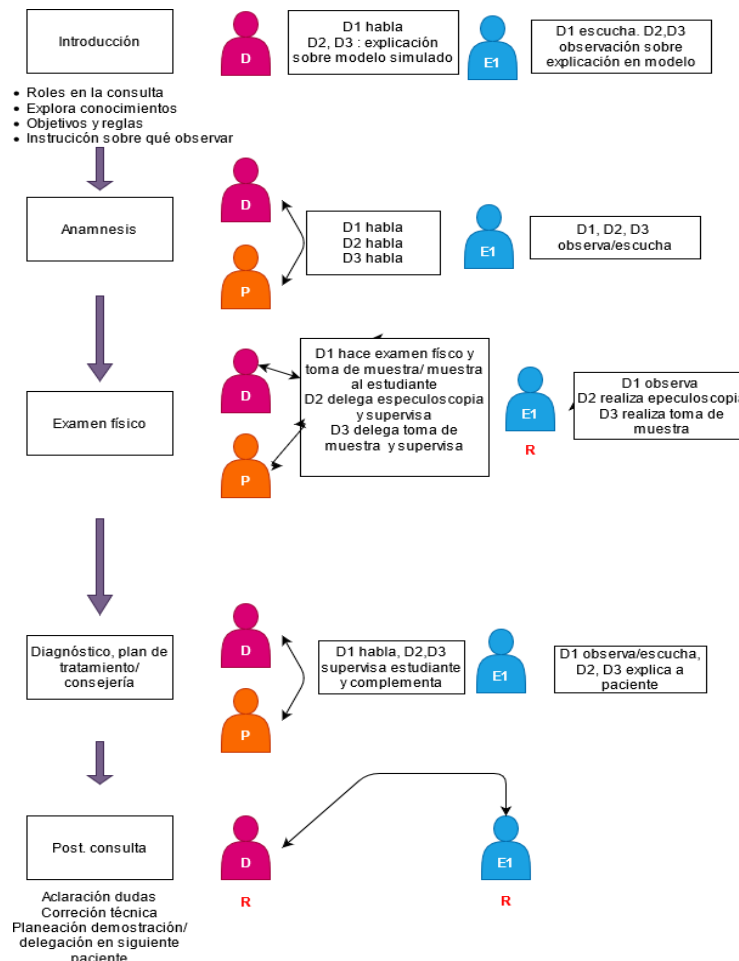 Introducción
D
D1 habla
D2, D3 : explicación
sobre modelo simulado
E1
D1 escucha. D2,D3
observación sobre
explicación en modelo
• Roles en la consulta
• Explora conocimientos
• Objetivos y reglas
• Instrucicón sobre qué observar
Anamnesis
D
P
D1 habla
D2 habla
D3 habla
E1
D1, D2, D3
observa/escucha
Examen físico
D
P
D1 hace examen físco y
toma de muestra/ muestra
al estudiante
D2 delega especuloscopia
y supervisa
D3 delega toma de
muestra y supervisa
E1
R
D1 observa
D2 realiza epeculoscopia
D3 realiza toma de
muestra
Diagnóstico, plan de
tratamiento/
consejería
D
P
D1 habla, D2,D3
supervisa estudiante
y complementa
E1
D1 observa/escucha,
D2, D3 explica a
paciente
Post. consulta
D
R
E1
R
Aclaración dudas
Correción técnica
Planeación demostración/
delegación en siguiente
paciente